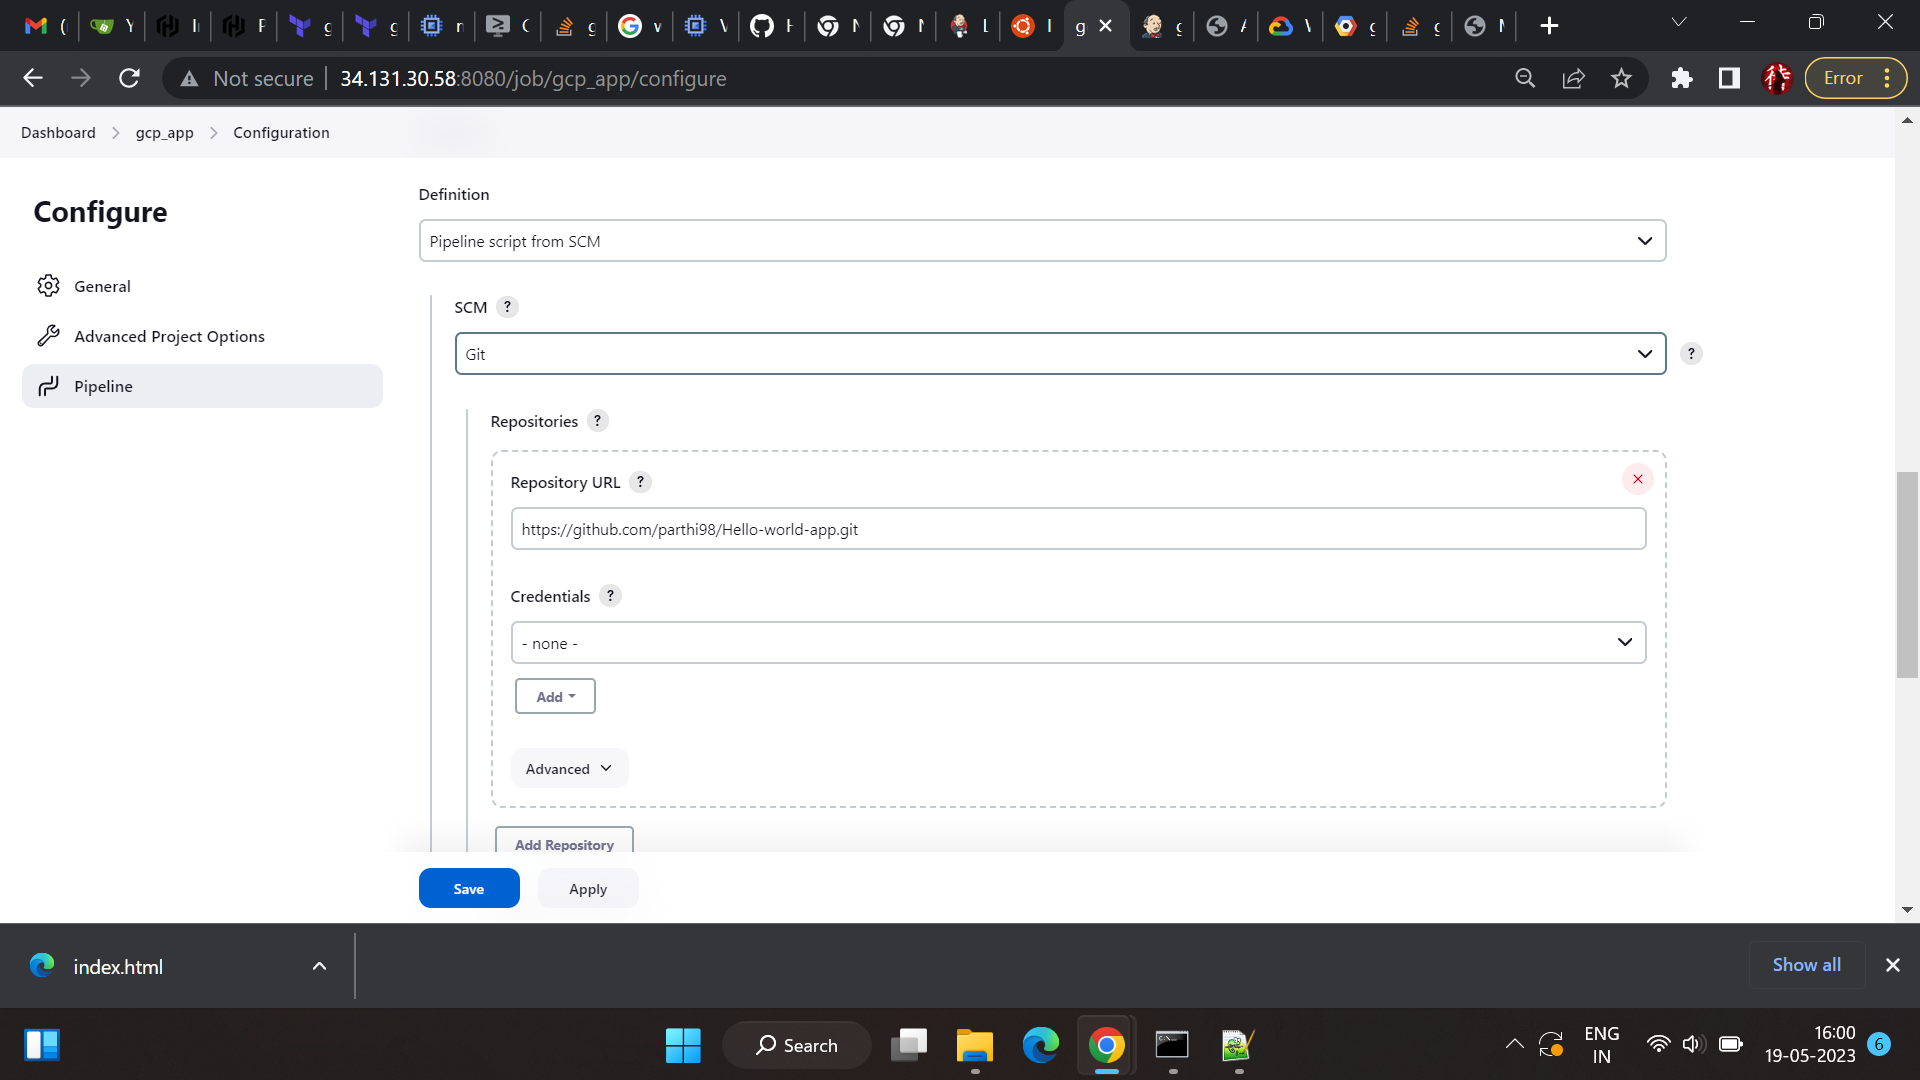 Not secure
34.131.30.58:8080/job/gcp_app/configure
Error
Dashboard
gcp_app
Configuration
Configure
General
Advanced Project Options
Pipeline
Definition
Pipeline script from SCM
SCM ?
Git
?
Repositories ?
Repository URL ?
https://github.com/parthi98/Hello-world-app.git
Credentials ?
- none -
Add
Advanced
Add Repository
Save
Apply
index.html
Show all
Search
ENG
IN
16:00
19-05-2023
6